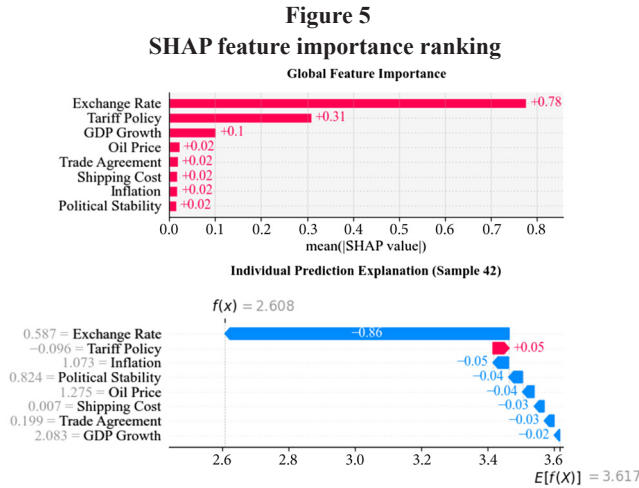 Figure 5
SHAP feature importance ranking
Global Feature Importance
Exchange Rate +0.78
Tariff Policy +0.31
GDP Growth +0.1
Oil Price +0.02
Trade Agreement +0.02
Shipping Cost +0.02
Inflation +0.02
Political Stability +0.02
0.0 0.1 0.2 0.3 0.4 0.5 0.6 0.7 0.8
mean(|SHAP value|)
Individual Prediction Explanation (Sample 42)
f(x) = 2.608
0.587 = Exchange Rate −0.86
−0.096 = Tariff Policy +0.05
1.073 = Inflation −0.05
0.824 = Political Stability −0.04
1.275 = Oil Price −0.04
0.007 = Shipping Cost −0.03
0.199 = Trade Agreement −0.03
2.083 = GDP Growth −0.02
2.6 2.8 3.0 3.2 3.4 3.6
E[f(X)] = 3.617